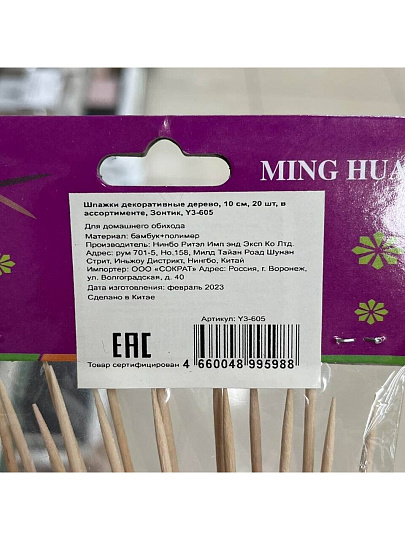 MING HUA
Шпажки декоративные дерево, 10 см, 20 шт, в
ассортименте, Зонтик, Y3-605
Для домашнего обихода
Материал: бамбук+полимер
Производитель: Нинбо Ритэл Имп энд Эксп Ко Лтд.
Адрес: рум 701-5, Но.158, Милд Тайан Роад Шунан
Стрит, Иньжоу Дистрикт, Нингбо, Китай
Импортер: ООО «СОКРАТ» Адрес: Россия, г. Воронеж,
ул. Волгоградская, д. 40
Дата изготовления: февраль 2023
Сделано в Китае
Артикул: Y3-605
EAC
Товар сертифицирован
4 660048 995988